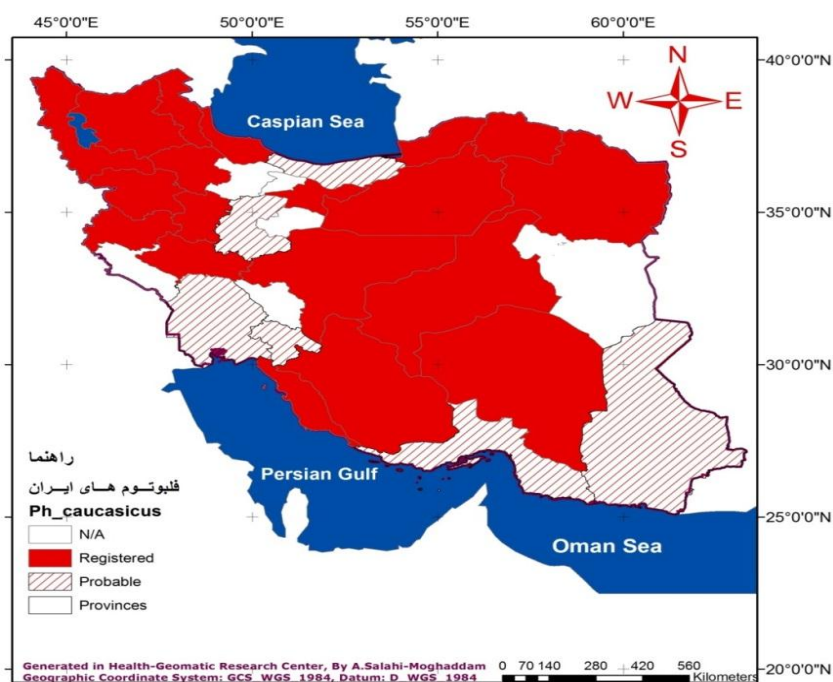 45°0'0"E 50°0'0"E 55°0'0"E 60°0'0"E
40°0'0"N
N
W E
S
Caspian Sea
35°0'0"N
30°0'0"N
راهنما
Persian Gulf
فلبوتـوم هـای ایـران
Ph_caucasicus
25°0'0"N
N/A
Oman Sea
Registered
Probable
Provinces
Generated in Health-Geomatic Research Center, By A.Salahi-Moghaddam
0 70 140 280 420 560
Kilometers
Geographic Coordinate System: GCS_WGS_1984, Datum: D_WGS_1984
20°0'0"N